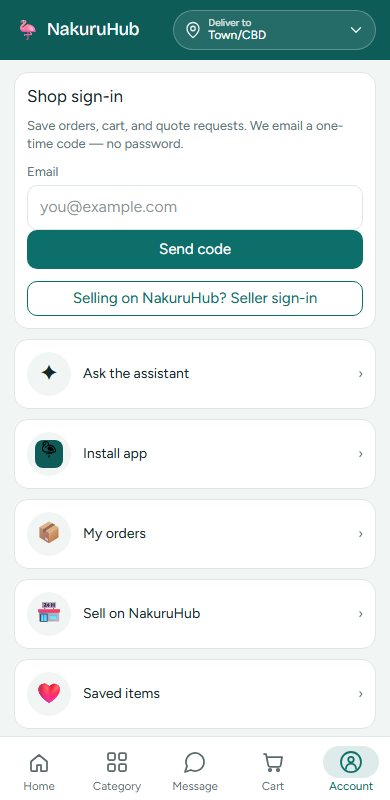 NakuruHub
Deliver to
Town/CBD
Shop sign-in
Save orders, cart, and quote requests. We email a one-
time code — no password.
Email
you@example.com
Send code
Selling on NakuruHub? Seller sign-in
Ask the assistant
Install app
My orders
Sell on NakuruHub
Saved items
Home
Category
Message
Cart
Account